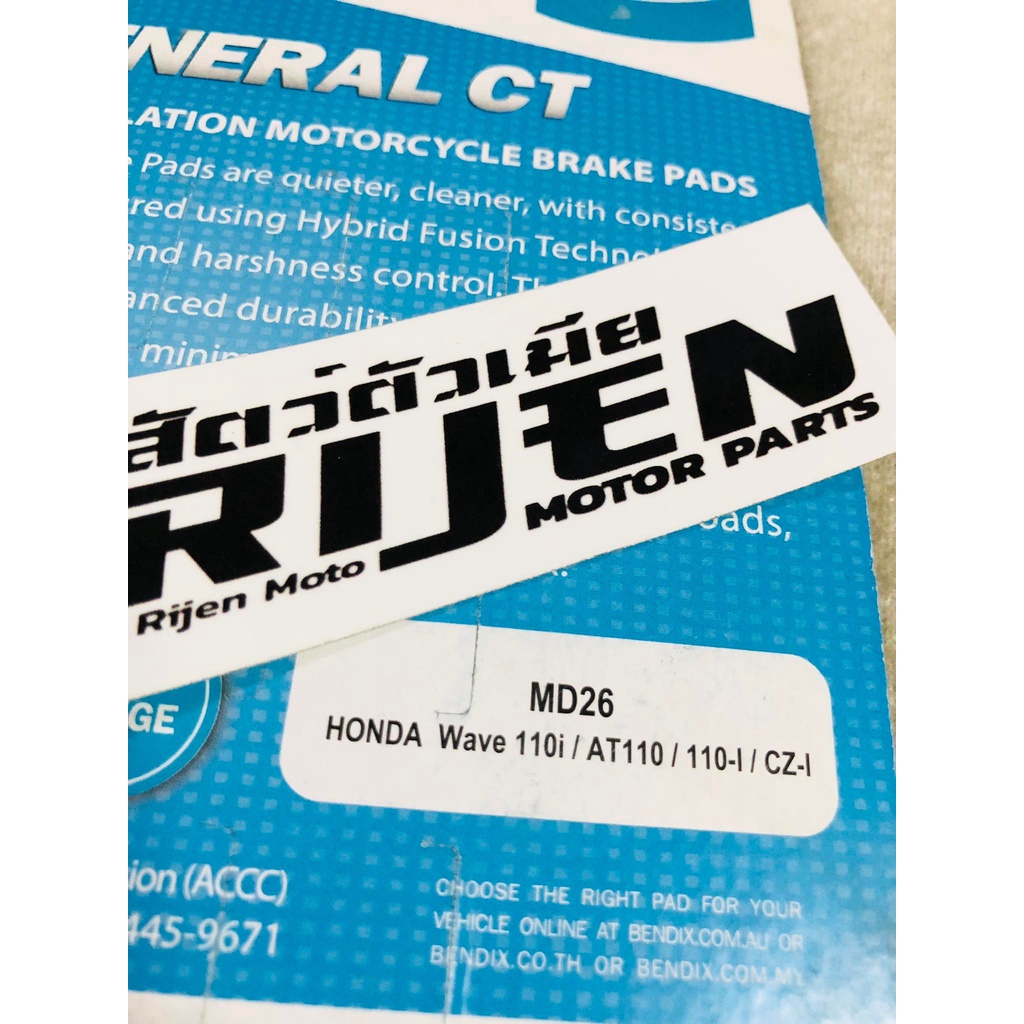 GENERAL CT
LATION MOTORCYCLE BRAKE PADS
Pads are quieter, cleaner, with consiste
red using Hybrid Fusion Techno
and harshness control.
anced durability
minim
สัตว์ตัวเมีย
RIJEN
MOTOR PARTS
Rijen Moto
oads,
GE
MD26
HONDA Wave 110i / AT110 / 110-I / CZ-I
ion (ACCC)
445-9671
CHOOSE THE RIGHT PAD FOR YOUR
VEHICLE ONLINE AT BENDIX.COM.AU OR
BENDIX.CO.TH OR BENDIX.COM.MY